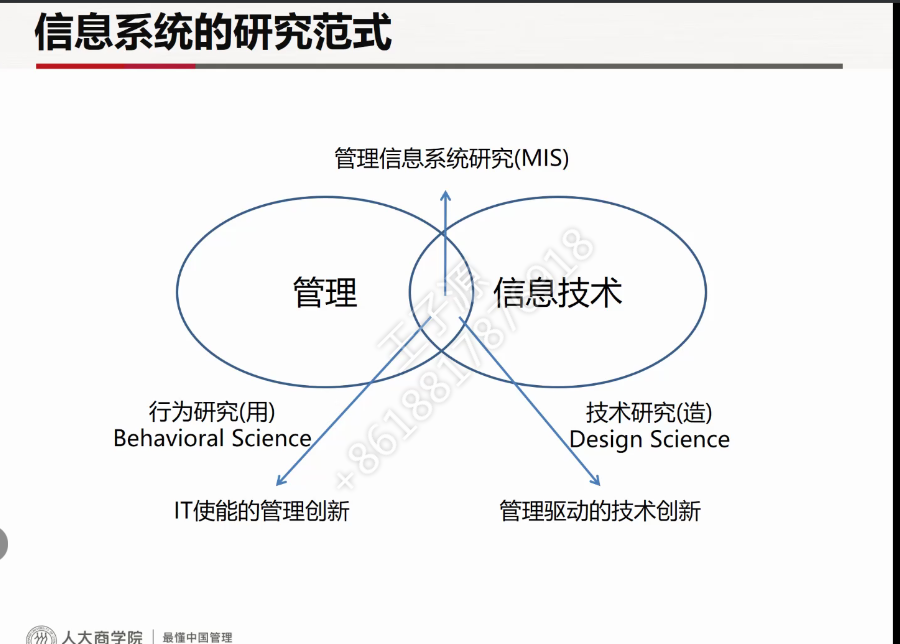 信息系统的研究范式
管理信息系统研究(MIS)
管理
信息技术
行为研究(用)
Behavioral Science
技术研究(造)
Design Science
IT使能的管理创新
管理驱动的技术创新
王子源
+8618817876918
人大商学院
最懂中国管理